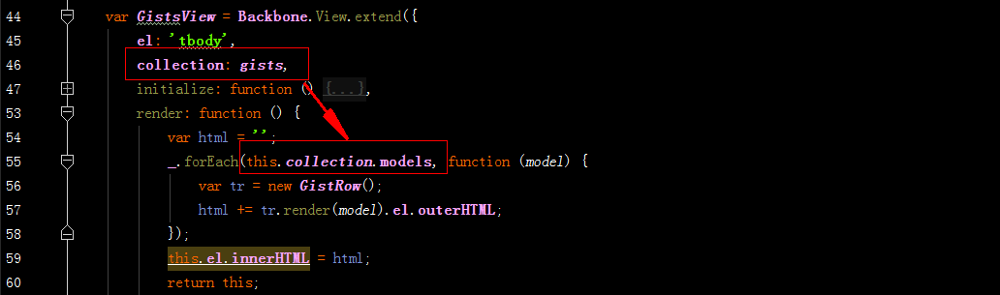 44 var GistsView = Backbone.View.extend({
45 el: 'tbody',
46 collection: gists,
47 initialize: function () {...},
53 render: function () {
54 var html = '';
55 _.forEach(this.collection.models, function (model) {
56 var tr = new GistRow();
57 html += tr.render(model).el.outerHTML;
58 });
59 this.el.innerHTML = html;
60 return this;